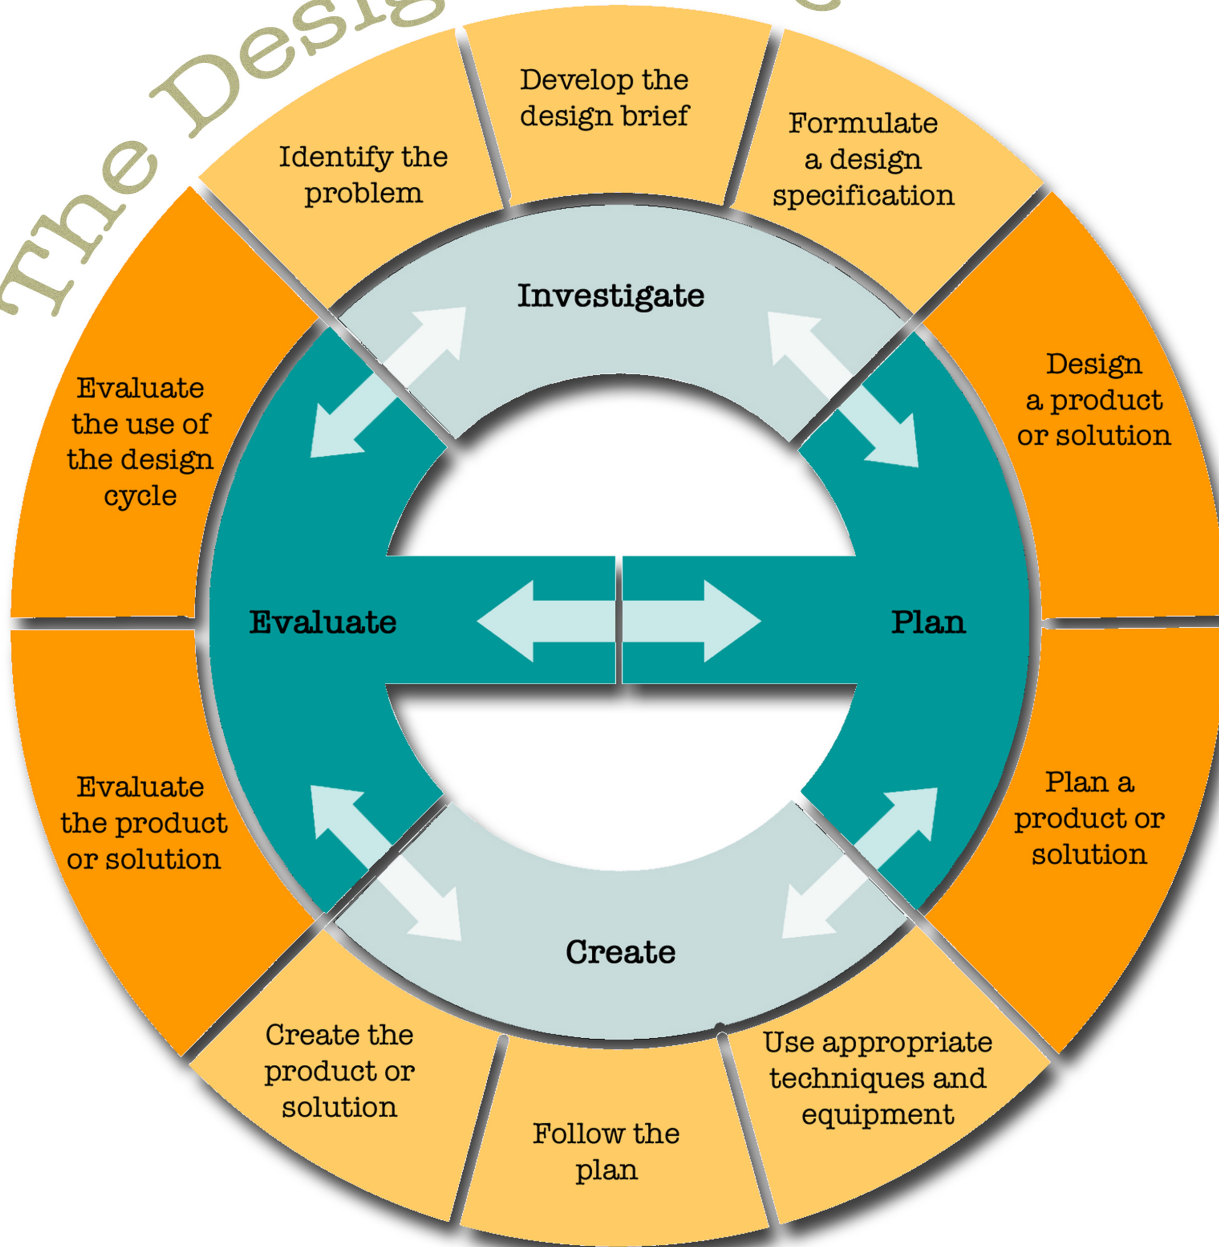 The Desig
Identify the
problem
Develop the
design brief
Formulate
a design
specification
Investigate
Design
a product
or solution
Evaluate
the use of
the design
cycle
Evaluate
Plan
Evaluate
the product
or solution
Plan a
product or
solution
Create
Create the
product or
solution
Follow the
plan
Use appropriate
techniques and
equipment